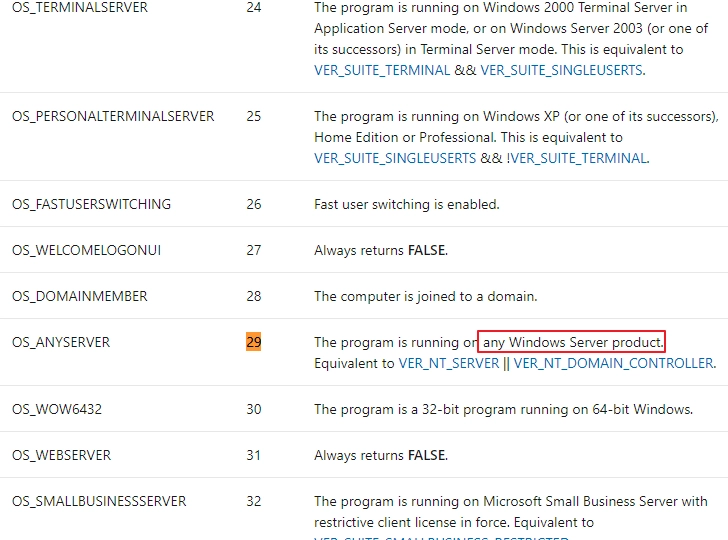 OS_TERMINALSERVER 24 The program is running on Windows 2000 Terminal Server in
Application Server mode, or on Windows Server 2003 (or one of
its successors) in Terminal Server mode. This is equivalent to
VER_SUITE_TERMINAL && VER_SUITE_SINGLEUSERTS.
OS_PERSONALTERMINALSERVER 25 The program is running on Windows XP (or one of its successors),
Home Edition or Professional. This is equivalent to
VER_SUITE_SINGLEUSERTS && !VER_SUITE_TERMINAL.
OS_FASTUSERSWITCHING 26 Fast user switching is enabled.
OS_WELCOMELOGONUI 27 Always returns FALSE.
OS_DOMAINMEMBER 28 The computer is joined to a domain.
OS_ANYSERVER 29 The program is running on any Windows Server product.
Equivalent to VER_NT_SERVER || VER_NT_DOMAIN_CONTROLLER.
OS_WOW6432 30 The program is a 32-bit program running on 64-bit Windows.
OS_WEBSERVER 31 Always returns FALSE.
OS_SMALLBUSINESSSERVER 32 The program is running on Microsoft Small Business Server with
restrictive client license in force. Equivalent to
VER_SUITE_SMALLBUSINESS_RESTRICTED.